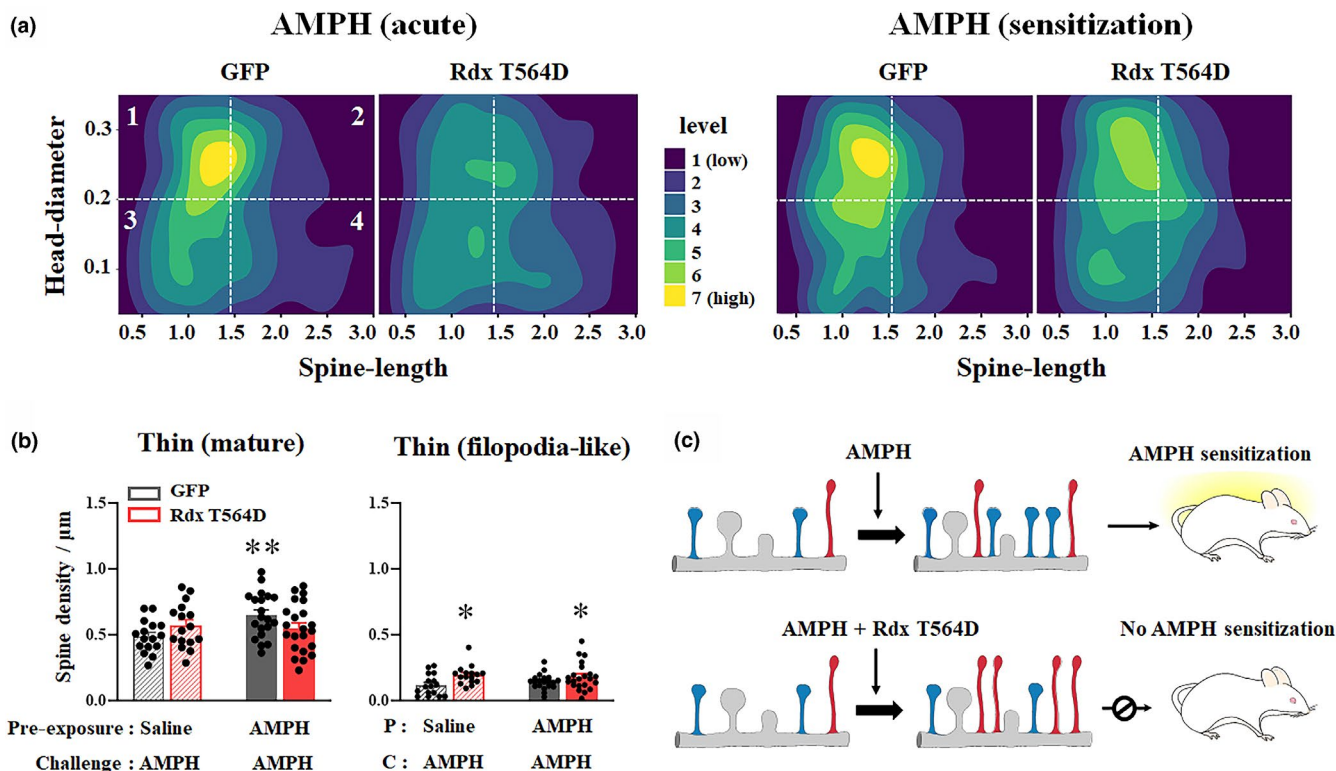 (a)
AMPH (acute)
AMPH (sensitization)
GFP
Rdx T564D
GFP
Rdx T564D
Head-diameter
0.3
0.2
0.1
1
2
3
4
level
1 (low)
2
3
4
5
6
7 (high)
0.5 1.0 1.5 2.0 2.5 3.0
1.0 1.5 2.0 2.5 3.0
0.5 1.0 1.5 2.0 2.5 3.0
0.5 1.0 1.5 2.0 2.5 3.0
Spine-length
Spine-length
(b)
Thin (mature)
Thin (filopodia-like)
GFP
Rdx T564D
Spine density / μm
1.5
1.0
0.5
0.0
**
1.5
1.0
0.5
0.0
*
*
Pre-exposure : Saline AMPH
Challenge : AMPH AMPH
P : Saline AMPH
C : AMPH AMPH
(c)
AMPH
AMPH sensitization
AMPH + Rdx T564D
No AMPH sensitization